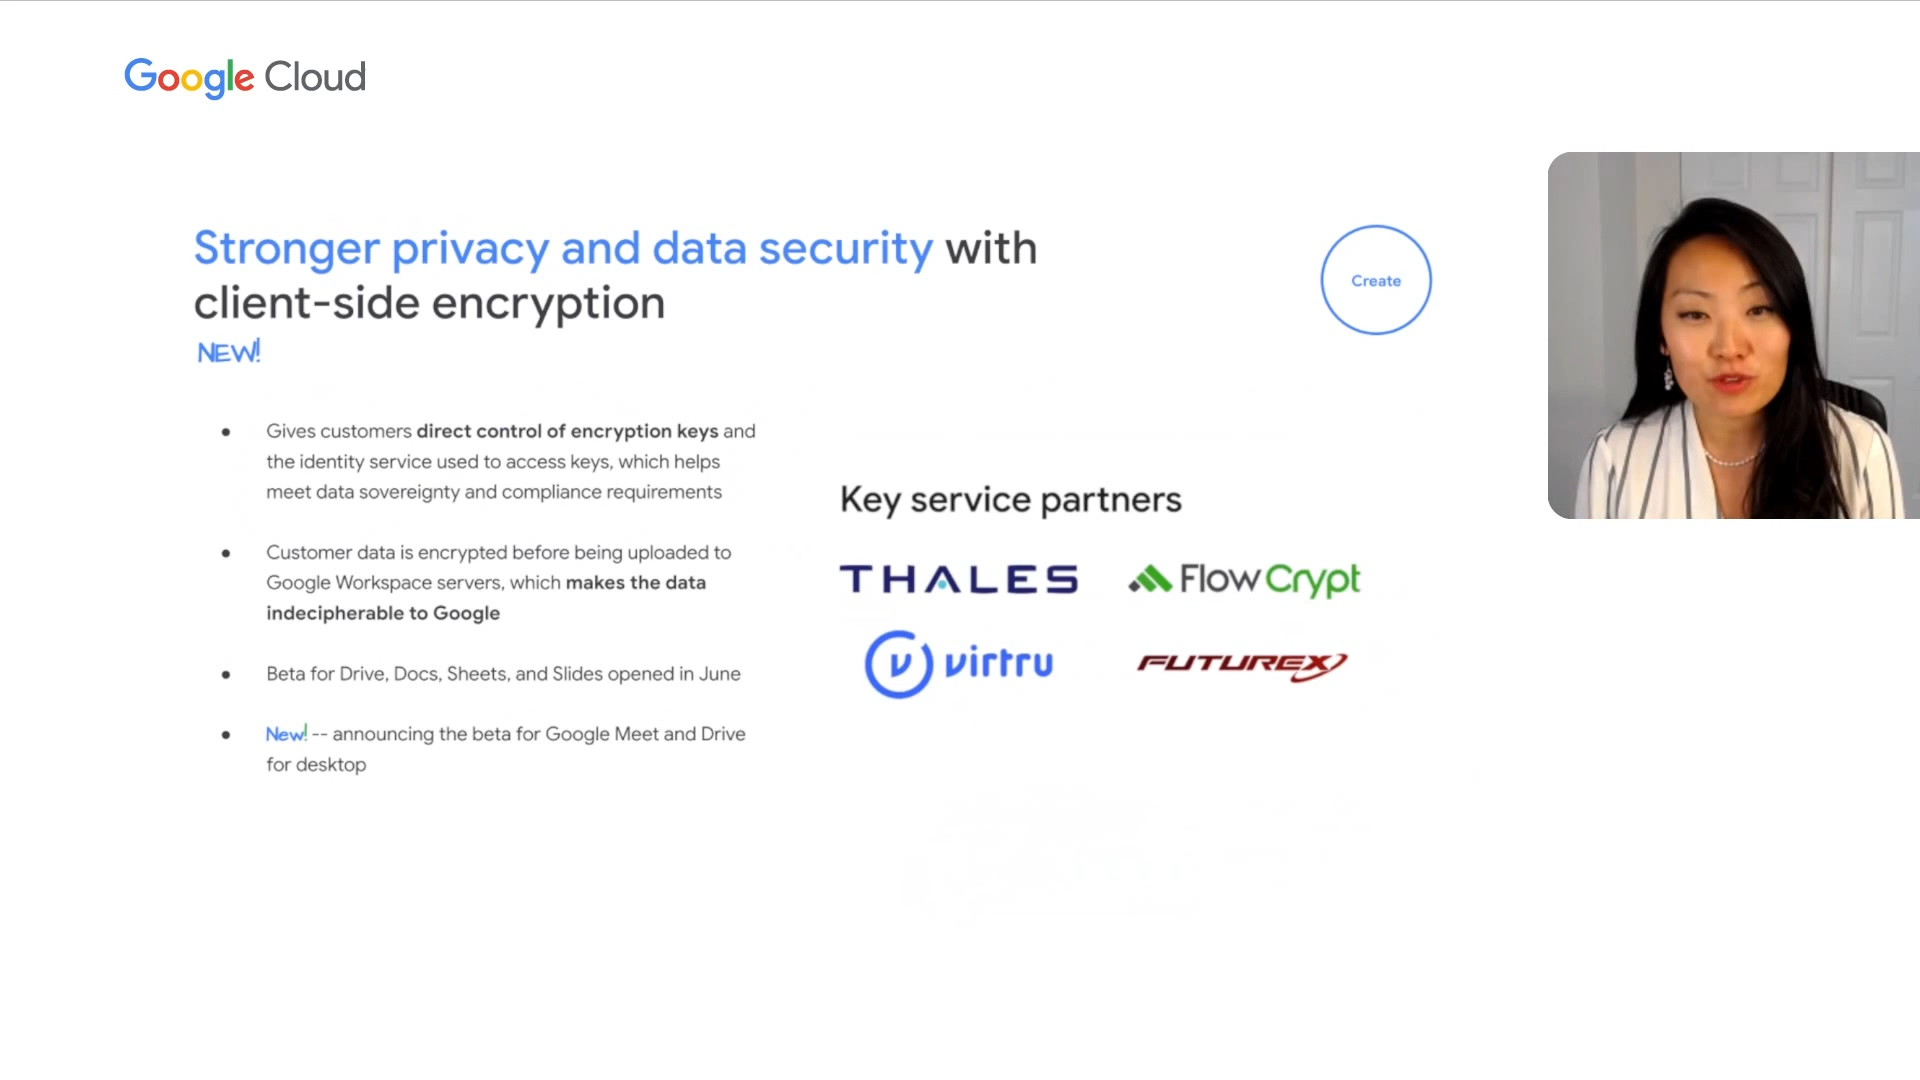 Google Cloud
Stronger privacy and data security with
client-side encryption
NEW!
Create
● Gives customers direct control of encryption keys and
the identity service used to access keys, which helps
meet data sovereignty and compliance requirements
● Customer data is encrypted before being uploaded to
Google Workspace servers, which makes the data
indecipherable to Google
● Beta for Drive, Docs, Sheets, and Slides opened in June
● New! -- announcing the beta for Google Meet and Drive
for desktop
Key service partners
THALES
FlowCrypt
virtru
FUTUREX